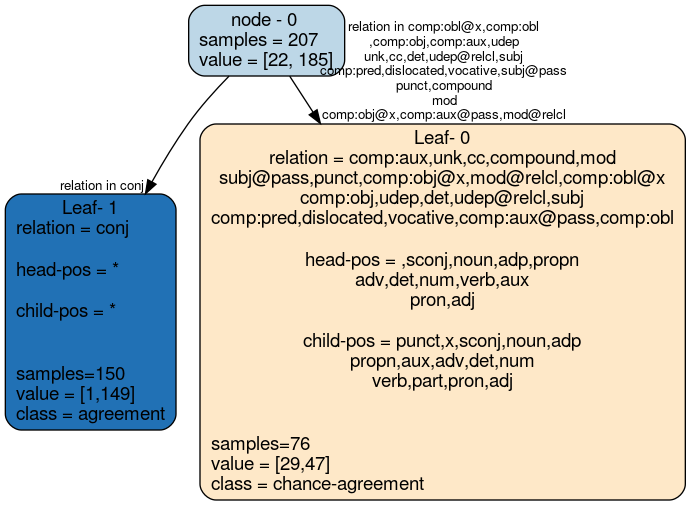 node - 0
samples = 207
value = [22, 185]
relation in comp:obl@x,comp:obl
,comp:obj,comp:aux,udep
unk,cc,det,udep@relcl,subj
comp:pred,dislocated,vocative,subj@pass
punct,compound
mod
comp:obj@x,comp:aux@pass,mod@relcl
relation in conj
Leaf- 1
relation = conj
head-pos = *
child-pos = *
samples=150
value = [1,149]
class = agreement
Leaf- 0
relation = comp:aux,unk,cc,compound,mod
subj@pass,punct,comp:obj@x,mod@relcl,comp:obl@x
comp:obj,udep,det,udep@relcl,subj
comp:pred,dislocated,vocative,comp:aux@pass,comp:obl
head-pos = ,sconj,noun,adp,propn
adv,det,num,verb,aux
pron,adj
child-pos = punct,x,sconj,noun,adp
propn,aux,adv,det,num
verb,part,pron,adj
samples=76
value = [29,47]
class = chance-agreement